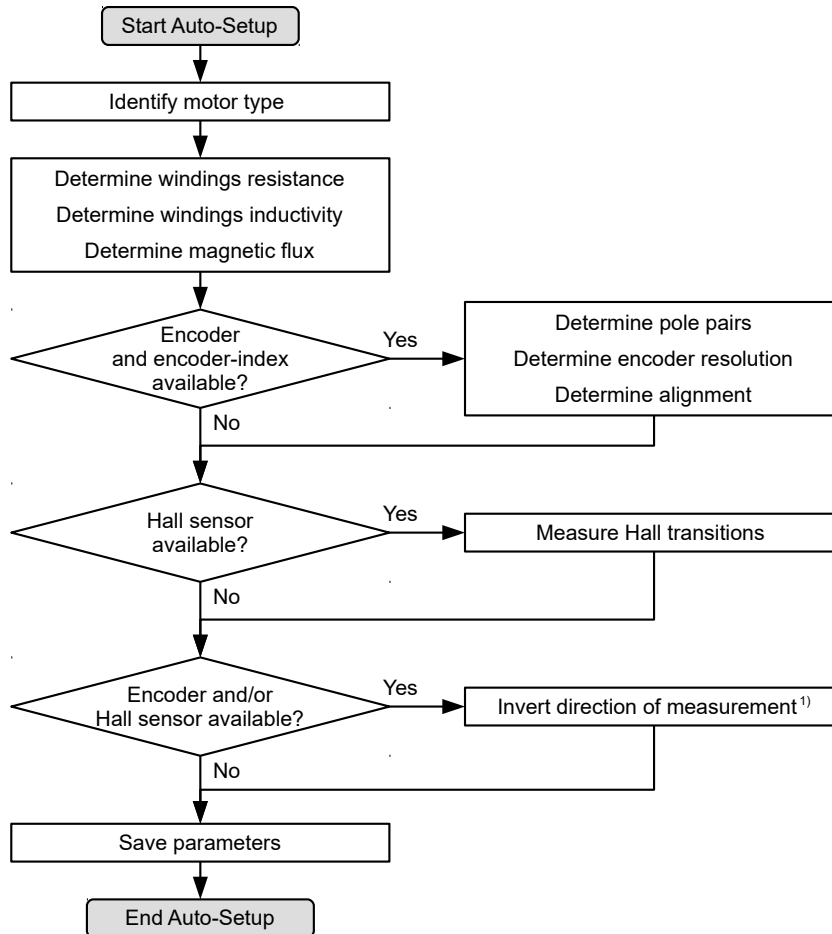 Start Auto-Setup
Identify motor type
Determine windings resistance
Determine windings inductivity
Determine magnetic flux
Encoder
and encoder-index
available?
Yes
Determine pole pairs
Determine encoder resolution
Determine alignment
No
Hall sensor
available?
Yes
Measure Hall transitions
No
Encoder and/or
Hall sensor available?
Yes
Invert direction of measurement 1)
No
Save parameters
End Auto-Setup